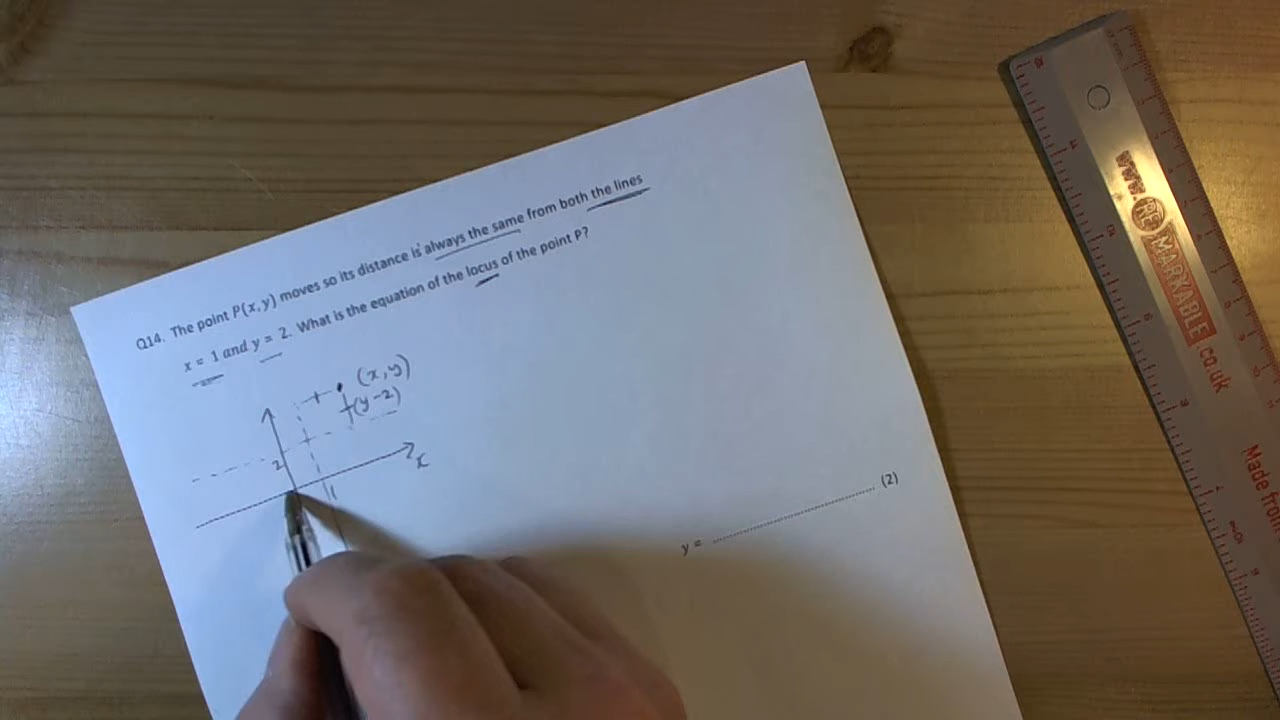 Q14. The point P(x, y) moves so its distance is always the same from both the lines
x = 1 and y = 2. What is the equation of the locus of the point P?
(x,y)
(y-2)
2
x
1
y = (2)
www.
REMARXABLE
.co.uk
Made from